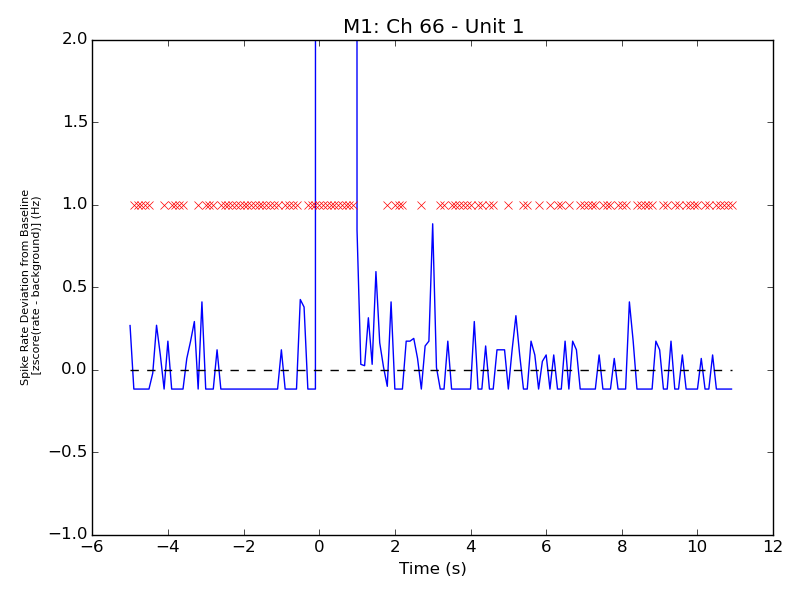 M1: Ch 66 - Unit 1
2.0
1.5
1.0
0.5
0.0
−0.5
−1.0
Spike Rate Deviation from Baseline
[zscore(rate - background)] (Hz)
−6 −4 −2 0 2 4 6 8 10 12
Time (s)